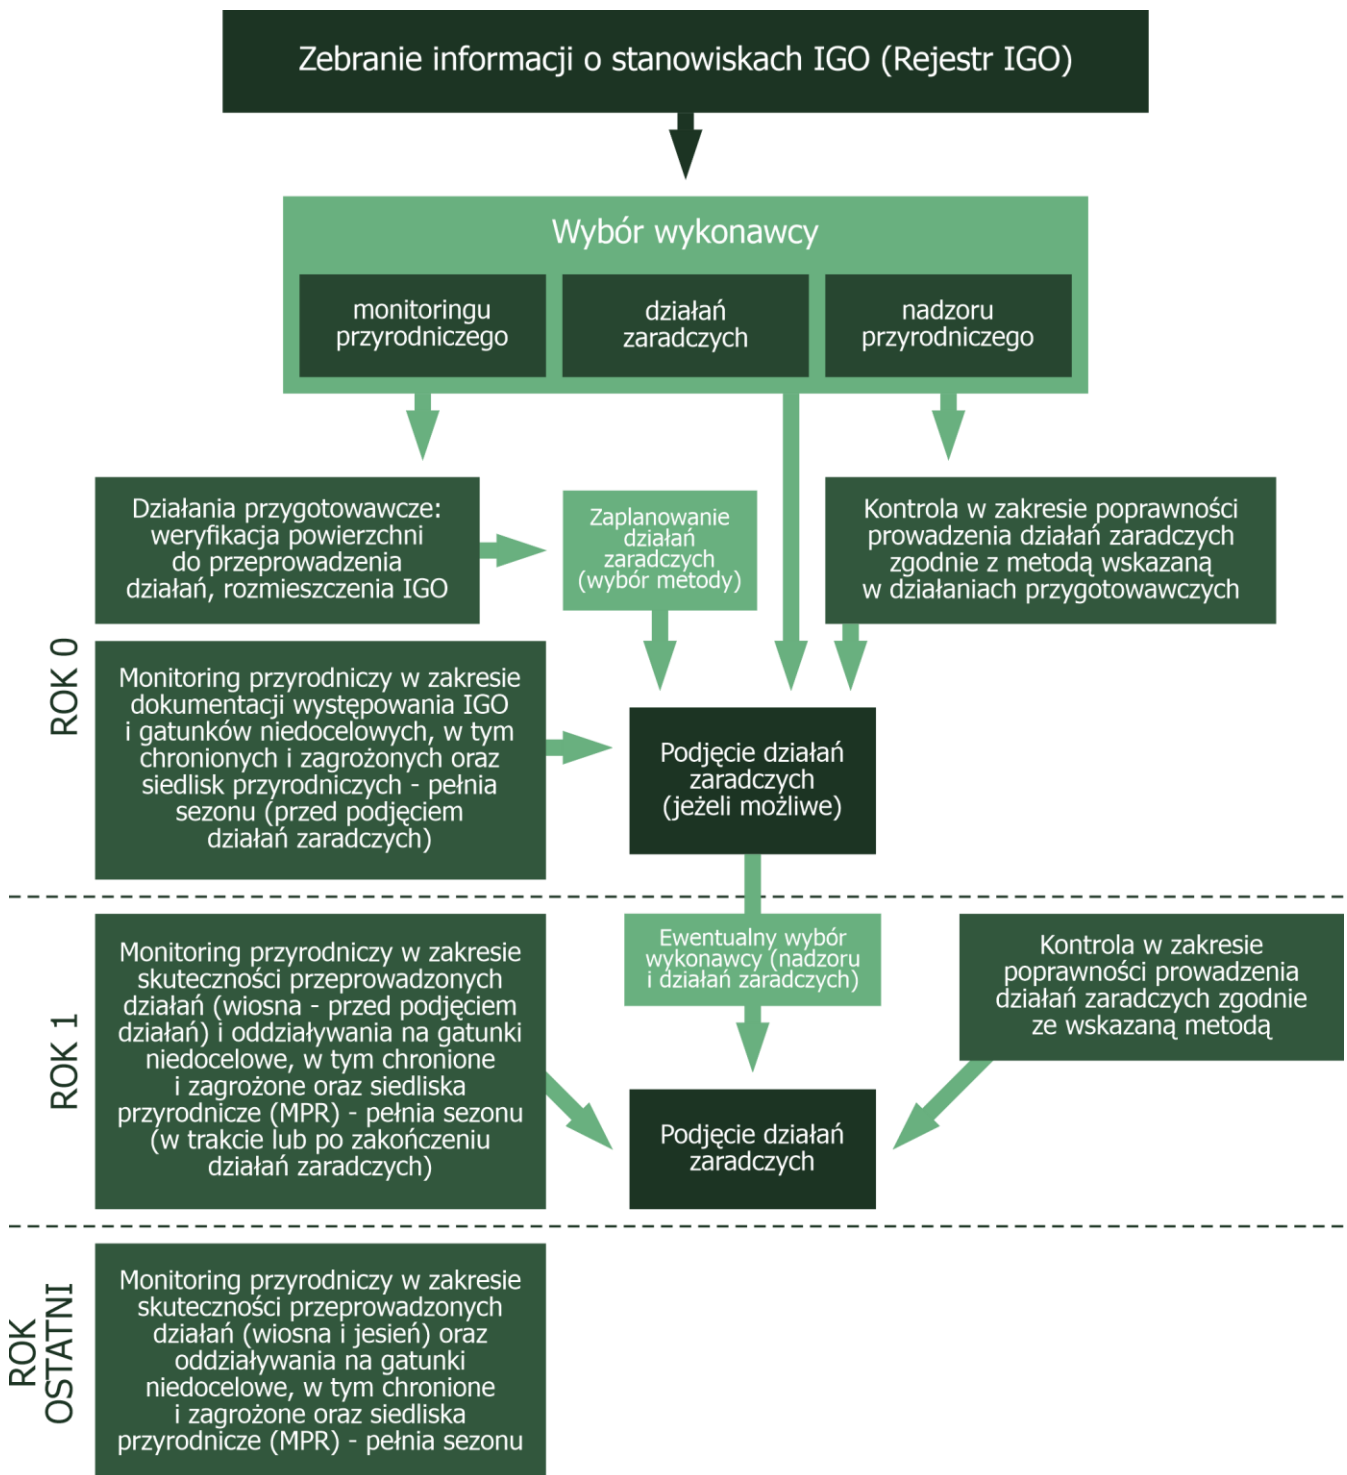 Zebranie informacji o stanowiskach IGO (Rejestr IGO)
Wybór wykonawcy
monitoringu
przyrodniczego
działań
zaradczych
nadzoru
przyrodniczego
ROK 0
Działania przygotowawcze:
weryfikacja powierzchni
do przeprowadzenia
działań, rozmieszczenia IGO
Zaplanowanie
działań
zaradczych
(wybór metody)
Kontrola w zakresie poprawności
prowadzenia działań zaradczych
zgodnie z metodą wskazaną
w działaniach przygotowawczych
Monitoring przyrodniczy w zakresie
dokumentacji występowania IGO
i gatunków niedocelowych, w tym
chronionych i zagrożonych oraz
siedlisk przyrodniczych - pełnia
sezonu (przed podjęciem
działań zaradczych)
Podjęcie działań
zaradczych
(jeżeli możliwe)
ROK 1
Monitoring przyrodniczy w zakresie
skuteczności przeprowadzonych
działań (wiosna - przed podjęciem
działań) i oddziaływania na gatunki
niedocelowe, w tym chronione
i zagrożone oraz siedliska
przyrodnicze (MPR) - pełnia sezonu
(w trakcie lub po zakończeniu
działań zaradczych)
Ewentualny wybór
wykonawcy (nadzoru
i działań zaradczych)
Kontrola w zakresie
poprawności prowadzenia
działań zaradczych zgodnie
ze wskazaną metodą
Podjęcie działań
zaradczych
ROK
OSTATNI
Monitoring przyrodniczy w zakresie
skuteczności przeprowadzonych
działań (wiosna i jesień) oraz
oddziaływania na gatunki
niedocelowe, w tym chronione
i zagrożone oraz siedliska
przyrodnicze (MPR) - pełnia sezonu